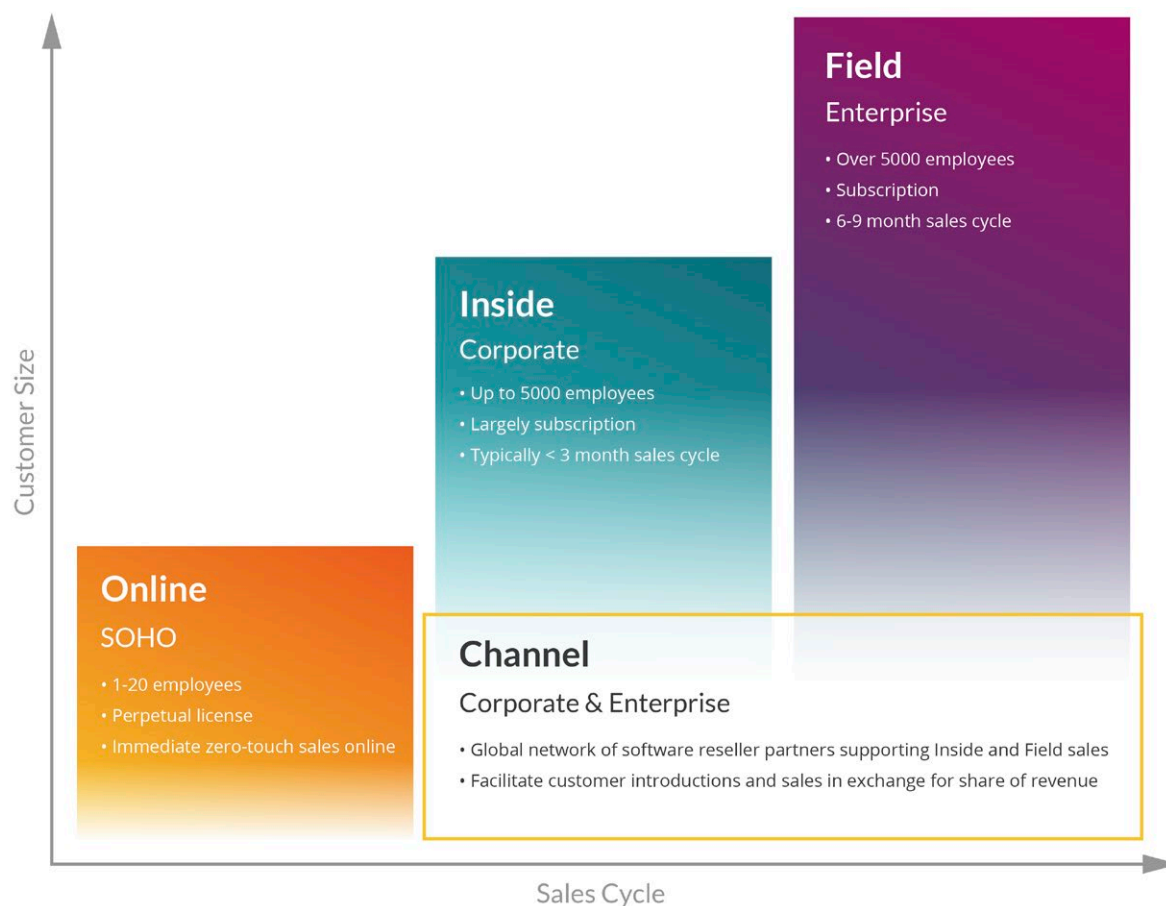 Customer Size
Online
SOHO
• 1-20 employees
• Perpetual license
• Immediate zero-touch sales online
Inside
Corporate
• Up to 5000 employees
• Largely subscription
• Typically < 3 month sales cycle
Field
Enterprise
• Over 5000 employees
• Subscription
• 6-9 month sales cycle
Channel
Corporate & Enterprise
• Global network of software reseller partners supporting Inside and Field sales
• Facilitate customer introductions and sales in exchange for share of revenue
Sales Cycle